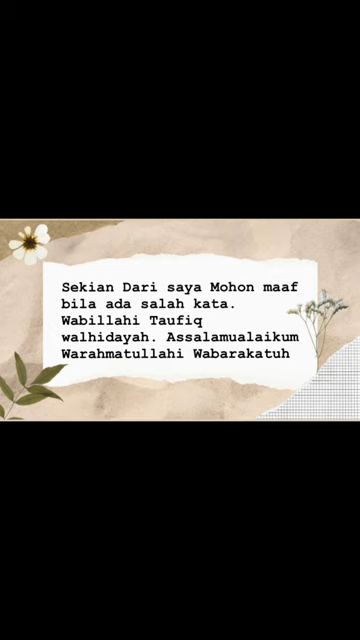 Sekian Dari saya Mohon maaf
bila ada salah kata.
Wabillahi Taufiq
walhidayah. Assalamualaikum
Warahmatullahi Wabarakatuh